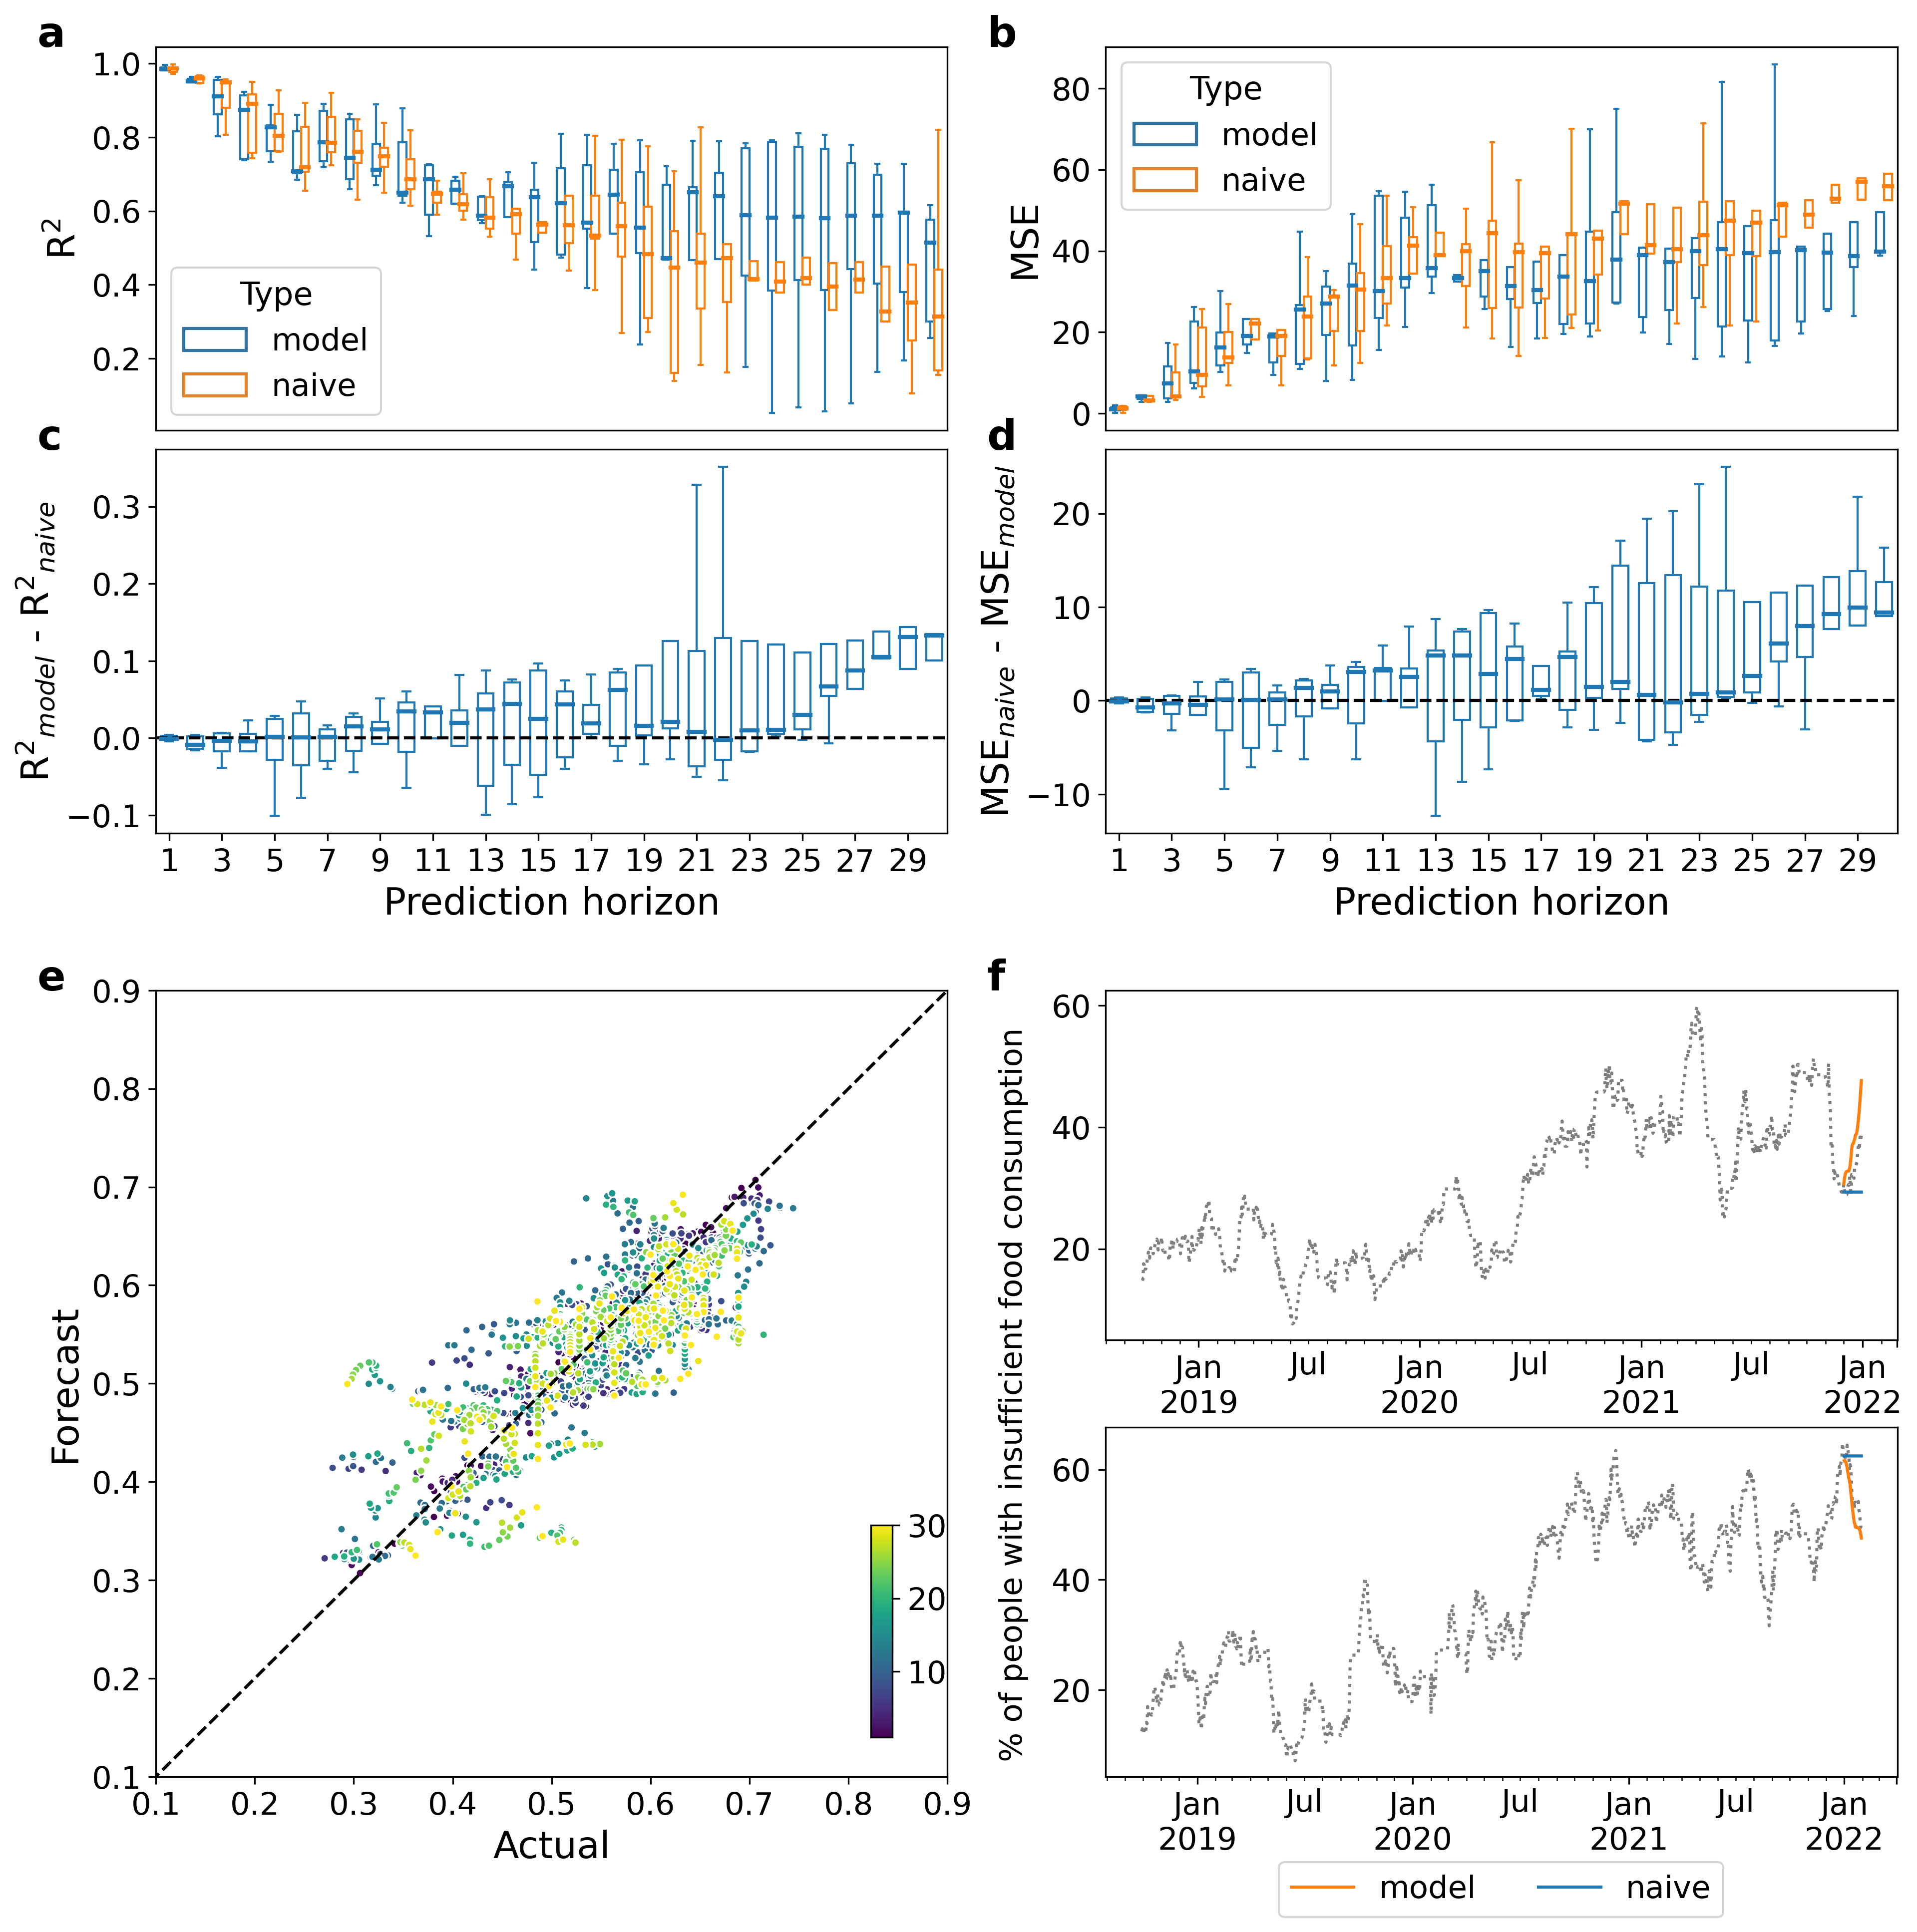 a
1.0
0.8
0.6
0.4
0.2
R²
Type
model
naive
b
80
60
40
20
0
MSE
Type
model
naive
c
0.3
0.2
0.1
0.0
−0.1
R²model - R²naive
1 3 5 7 9 11 13 15 17 19 21 23 25 27 29
Prediction horizon
d
20
10
0
−10
MSEnaive - MSEmodel
1 3 5 7 9 11 13 15 17 19 21 23 25 27 29
Prediction horizon
e
0.9
0.8
0.7
0.6
0.5
0.4
0.3
0.2
0.1
Forecast
30
20
10
0.1 0.2 0.3 0.4 0.5 0.6 0.7 0.8 0.9
Actual
f
% of people with insufficient food consumption
60
40
20
Jan Jul Jan Jul Jan Jul Jan
2019 2020 2021 2022
60
40
20
Jan Jul Jan Jul Jan Jul Jan
2019 2020 2021 2022
model naive